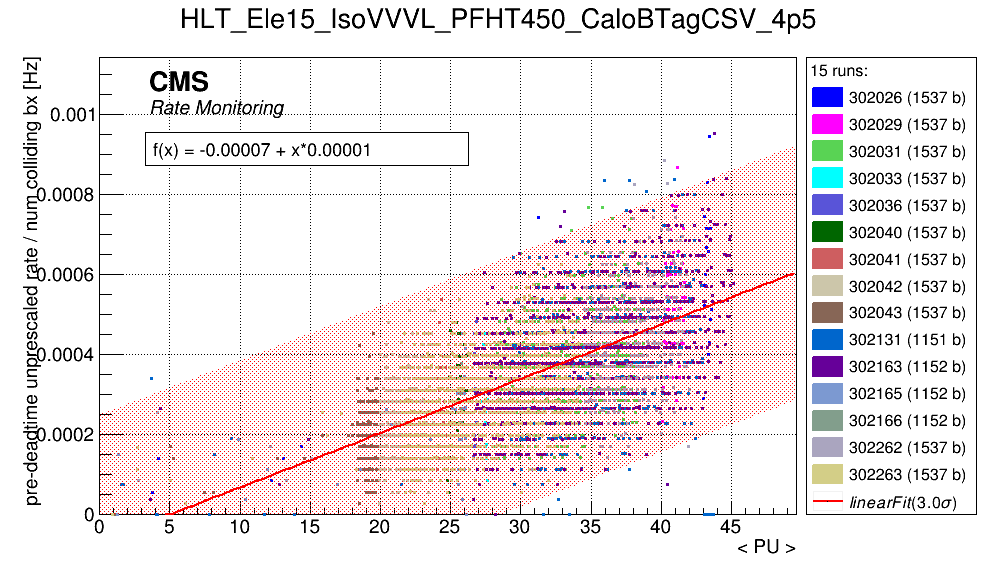 HLT_Ele15_IsoVVVL_PFHT450_CaloBTagCSV_4p5
pre-deadtime unprescaled rate / num colliding bx [Hz]
CMS
Rate Monitoring
f(x) = -0.00007 + x*0.00001
0.001
0.0008
0.0006
0.0004
0.0002
0
0 5 10 15 20 25 30 35 40 45
< PU >
15 runs:
302026 (1537 b)
302029 (1537 b)
302031 (1537 b)
302033 (1537 b)
302036 (1537 b)
302040 (1537 b)
302041 (1537 b)
302042 (1537 b)
302043 (1537 b)
302131 (1151 b)
302163 (1152 b)
302165 (1152 b)
302166 (1152 b)
302262 (1537 b)
302263 (1537 b)
linearFit(3.0σ)